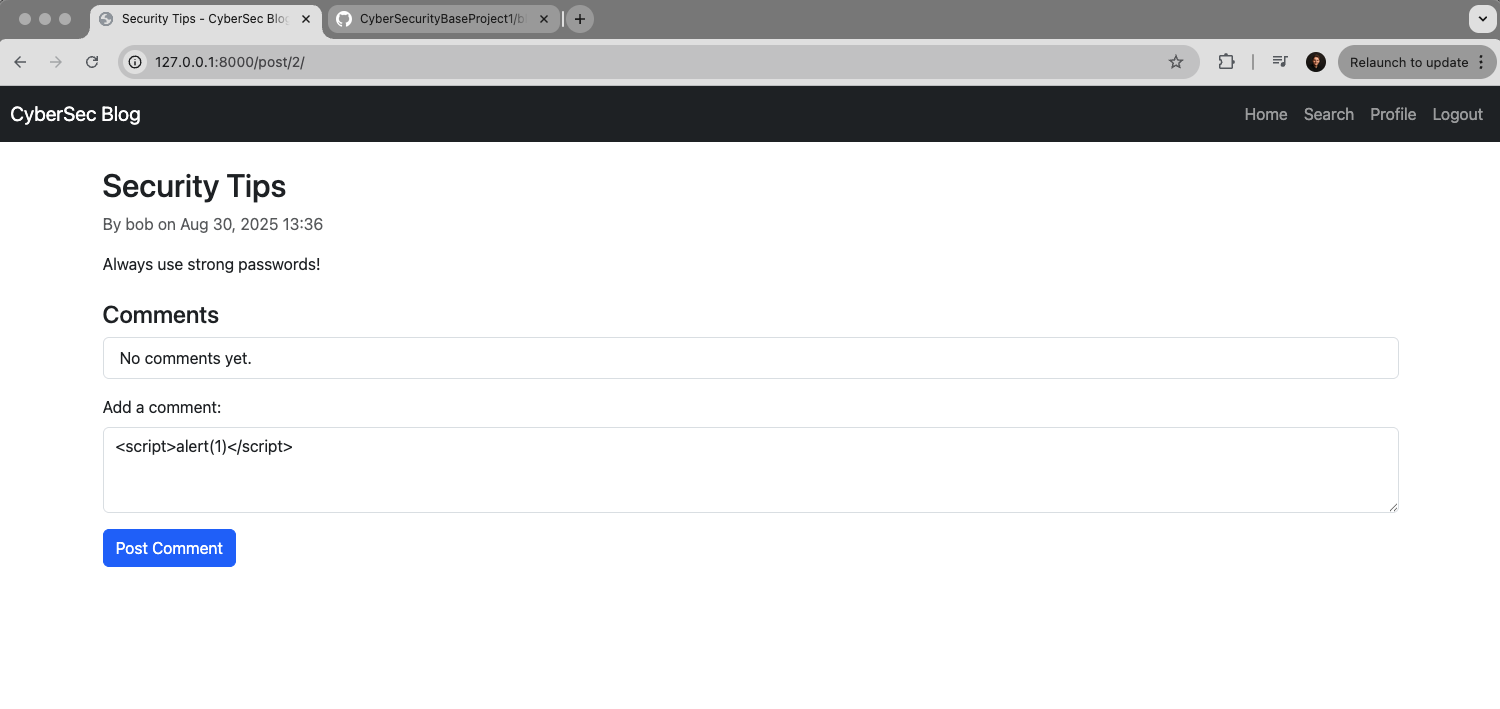 Security Tips - CyberSec Blog
CyberSecurityBaseProject1/b
127.0.0.1:8000/post/2/
Relaunch to update
CyberSec Blog
Home Search Profile Logout
Security Tips
By bob on Aug 30, 2025 13:36
Always use strong passwords!
Comments
No comments yet.
Add a comment:
<script>alert(1)</script>
Post Comment